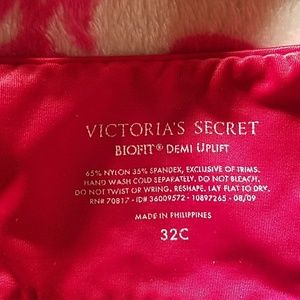 VICTORIA'S SECRET
BIOFIT® DEMI UPLIFT
65% NYLON 35% SPANDEX, EXCLUSIVE OF TRIMS.
HAND WASH COLD SEPARATELY. DO NOT BLEACH.
DO NOT TWIST OR WRING. RESHAPE, LAY FLAT TO DRY.
RN# 70817 - ID# 36009572 - 10897265 - 08/09
MADE IN PHILIPPINES
32C